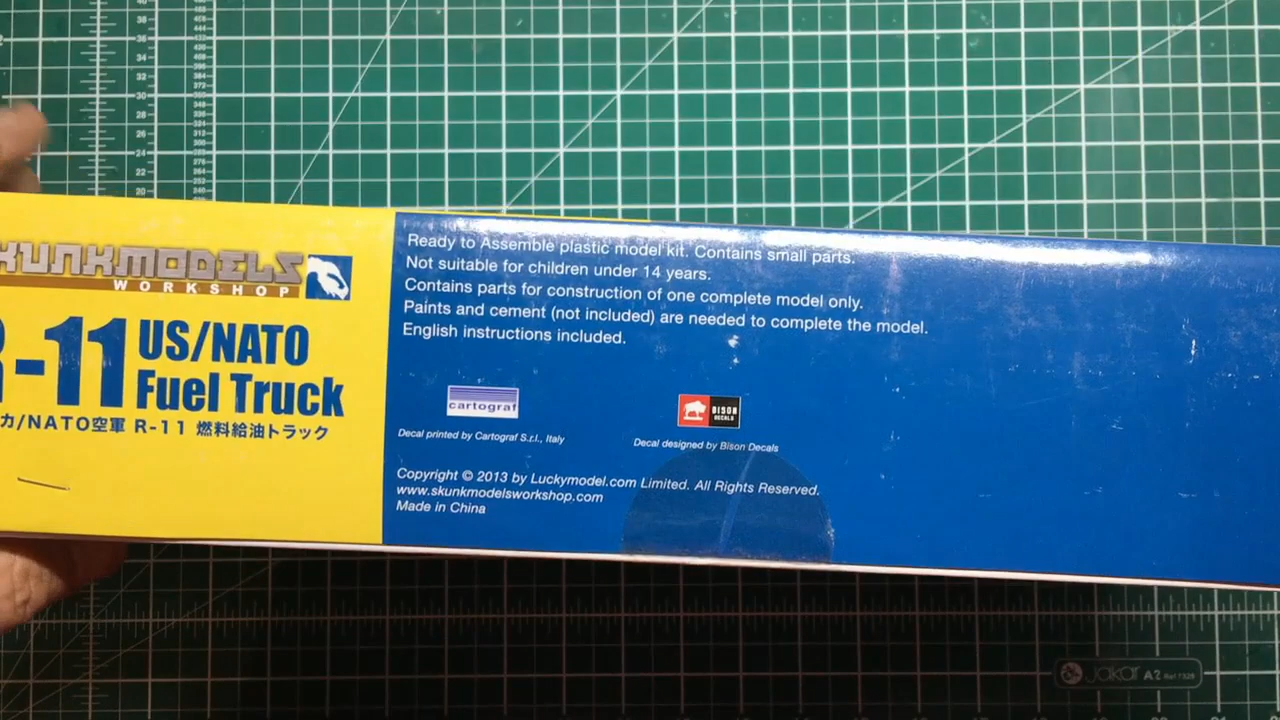 KUNKMODELS
WORKSHOP
-11 US/NATO
Fuel Truck
カ/NATO空軍 R-11 燃料給油トラック
Ready to Assemble plastic model kit. Contains small parts.
Not suitable for children under 14 years.
Contains parts for construction of one complete model only.
Paints and cement (not included) are needed to complete the model.
English instructions included.
cartograf
BISON
DECALS
Decal printed by Cartograf S.r.l., Italy
Decal designed by Bison Decals
Copyright © 2013 by Luckymodel.com Limited. All Rights Reserved.
www.skunkmodelsworkshop.com
Made in China
jakar A2